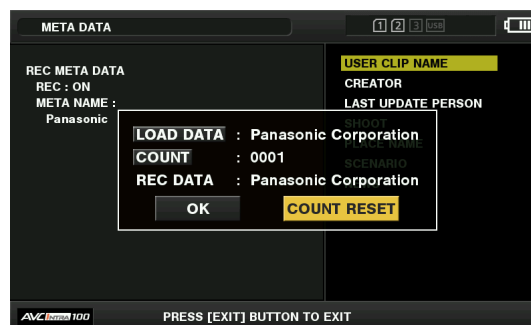 META DATA
1 2 3 USB
REC META DATA
REC : ON
META NAME :
Panasonic
USER CLIP NAME
CREATOR
LAST UPDATE PERSON
SHOOT
PLACE NAME
SCENARIO
LOAD DATA : Panasonic Corporation
COUNT : 0001
REC DATA : Panasonic Corporation
OK
COUNT RESET
AVC INTRA 100
PRESS [EXIT] BUTTON TO EXIT